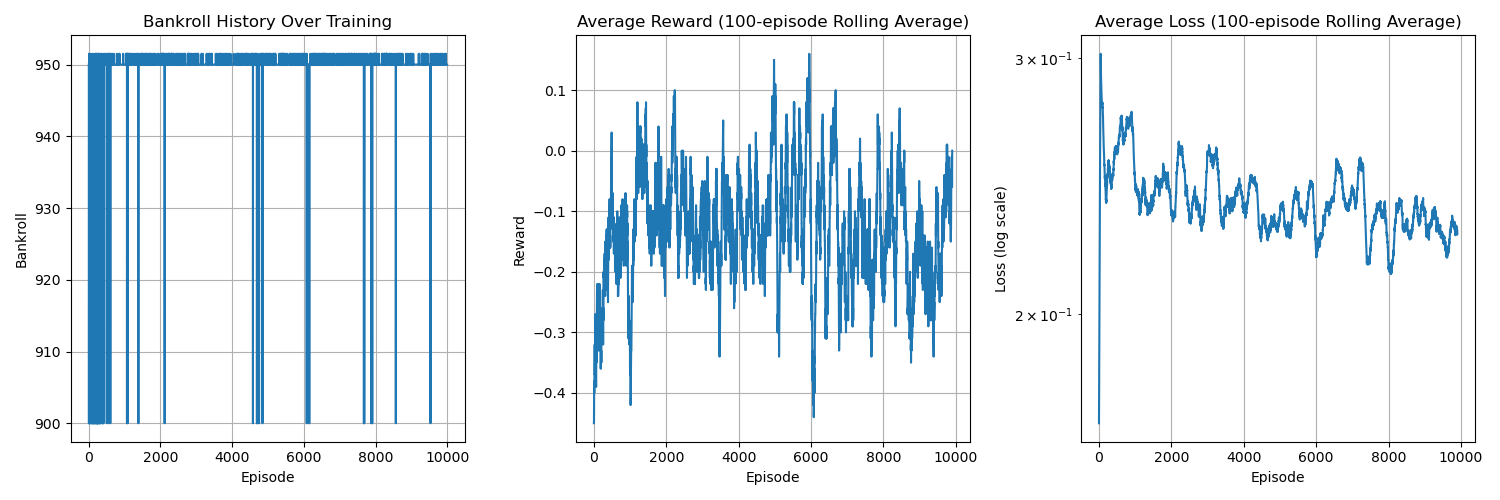 Bankroll History Over Training
Bankroll
950
940
930
920
910
900
0 2000 4000 6000 8000 10000
Episode
Average Reward (100-episode Rolling Average)
Reward
0.1
0.0
−0.1
−0.2
−0.3
−0.4
0 2000 4000 6000 8000 10000
Episode
Average Loss (100-episode Rolling Average)
Loss (log scale)
3 × 10⁻¹
2 × 10⁻¹
0 2000 4000 6000 8000 10000
Episode